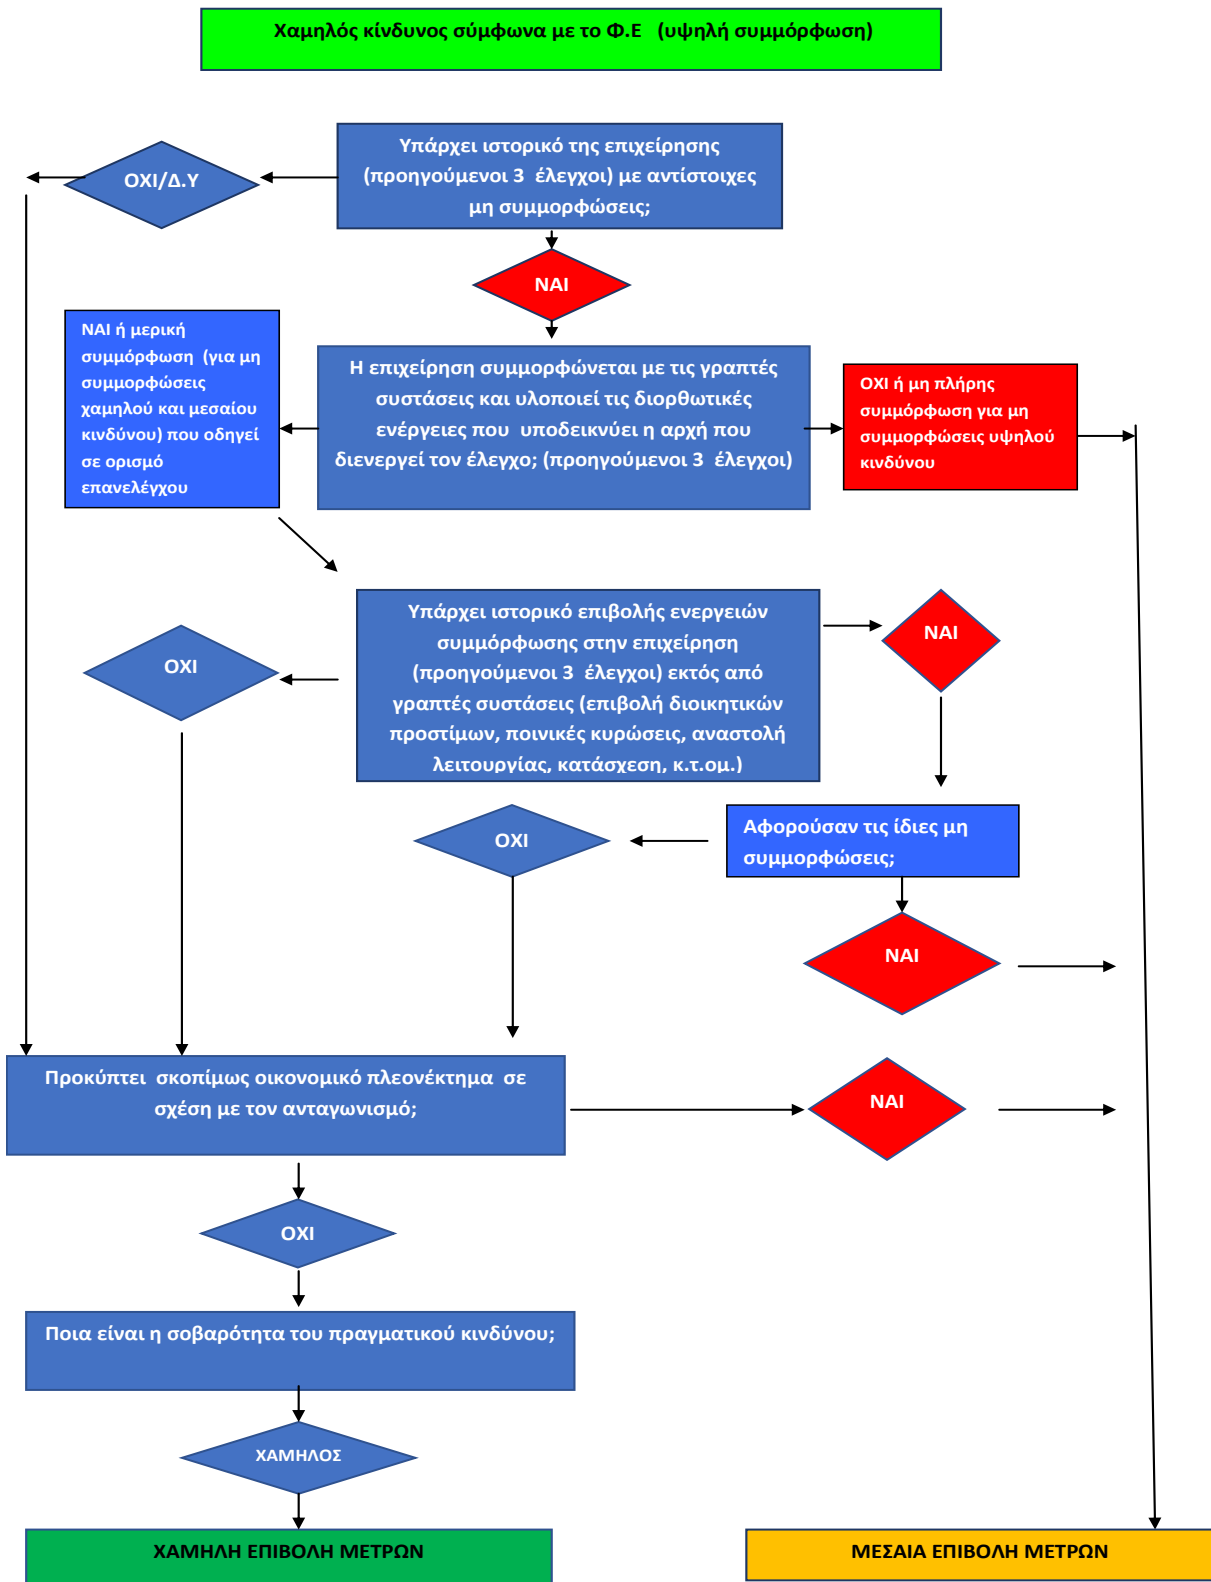 Χαμηλός κίνδυνος σύμφωνα με το Φ.Ε (υψηλή συμμόρφωση)
Υπάρχει ιστορικό της επιχείρησης
(προηγούμενοι 3 έλεγχοι) με αντίστοιχες
μη συμμορφώσεις;
ΟΧΙ/Δ.Υ
ΝΑΙ
ΝΑΙ ή μερική
συμμόρφωση (για μη
συμμορφώσεις
χαμηλού και μεσαίου
κινδύνου) που οδηγεί
σε ορισμό
επανελέγχου
Η επιχείρηση συμμορφώνεται με τις γραπτές
συστάσεις και υλοποιεί τις διορθωτικές
ενέργειες που υποδεικνύει η αρχή που
διενεργεί τον έλεγχο; (προηγούμενοι 3 έλεγχοι)
ΟΧΙ ή μη πλήρης
συμμόρφωση για μη
συμμορφώσεις υψηλού
κινδύνου
Υπάρχει ιστορικό επιβολής ενεργειών
συμμόρφωσης στην επιχείρηση
(προηγούμενοι 3 έλεγχοι) εκτός από
γραπτές συστάσεις (επιβολή διοικητικών
προστίμων, ποινικές κυρώσεις, αναστολή
λειτουργίας, κατάσχεση, κ.τ.ομ.)
ΝΑΙ
ΟΧΙ
Αφορούσαν τις ίδιες μη
συμμορφώσεις;
ΟΧΙ
ΝΑΙ
Προκύπτει σκοπίμως οικονομικό πλεονέκτημα σε
σχέση με τον ανταγωνισμό;
ΝΑΙ
ΟΧΙ
Ποια είναι η σοβαρότητα του πραγματικού κινδύνου;
ΧΑΜΗΛΟΣ
ΧΑΜΗΛΗ ΕΠΙΒΟΛΗ ΜΕΤΡΩΝ
ΜΕΣΑΙΑ ΕΠΙΒΟΛΗ ΜΕΤΡΩΝ